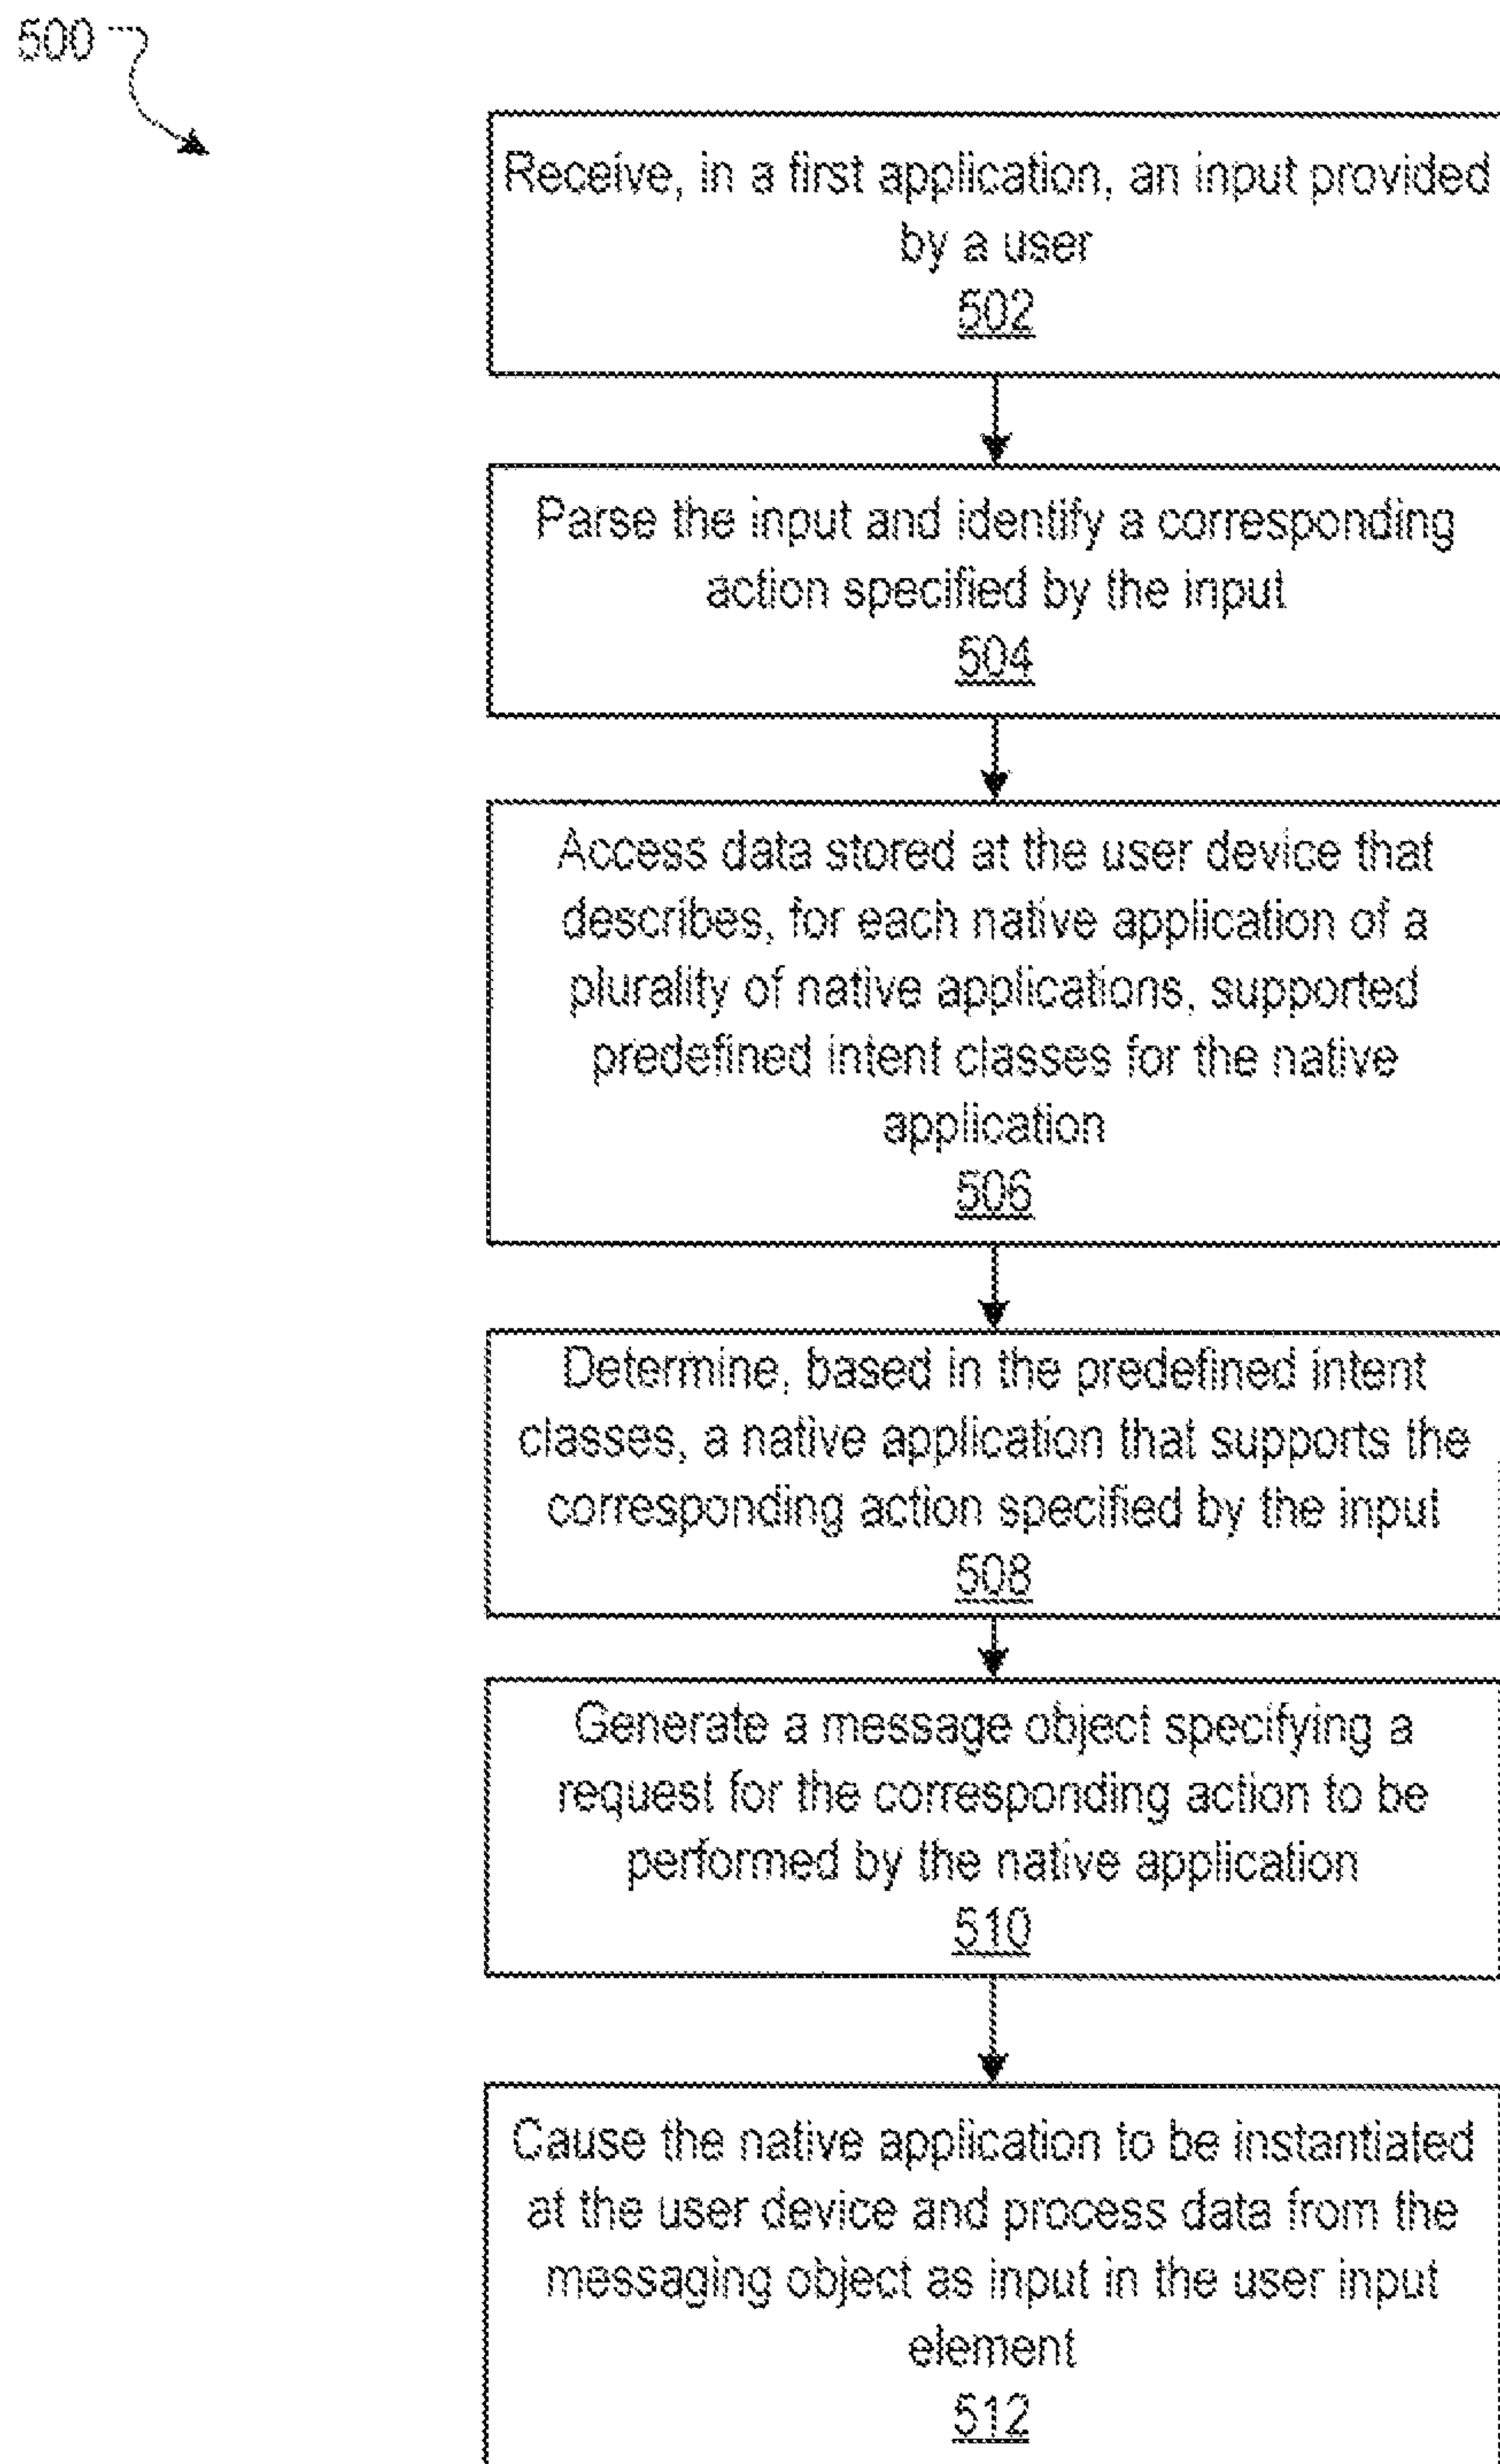 500
Receive, in a first application, an input provided
by a user
502
Parse the input and identify a corresponding
action specified by the input
504
Access data stored at the user device that
describes, for each native application of a
plurality of native applications, supported
predefined intent classes for the native
application
506
Determine, based in the predefined intent
classes, a native application that supports the
corresponding action specified by the input
508
Generate a message object specifying a
request for the corresponding action to be
performed by the native application
510
Cause the native application to be instantiated
at the user device and process data from the
messaging object as input in the user input
element
512